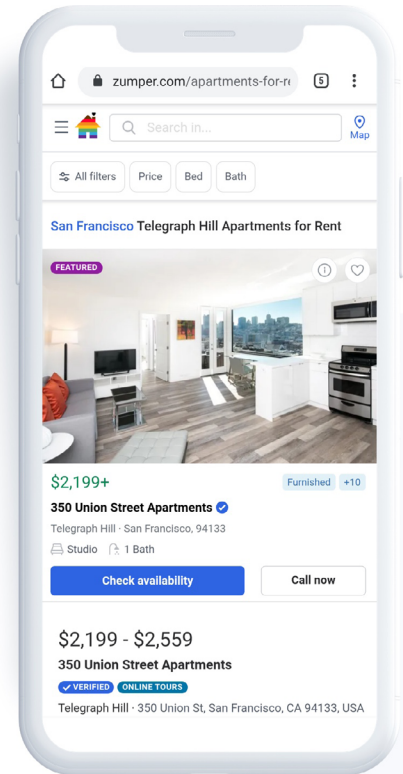 zumper.com/apartments-for-r
5
Search in...
Map
All filters
Price
Bed
Bath
San Francisco Telegraph Hill Apartments for Rent
FEATURED
$2,199+
Furnished
+10
350 Union Street Apartments
Telegraph Hill · San Francisco, 94133
Studio
1 Bath
Check availability
Call now
$2,199 - $2,559
350 Union Street Apartments
VERIFIED
ONLINE TOURS
Telegraph Hill · 350 Union St, San Francisco, CA 94133, USA